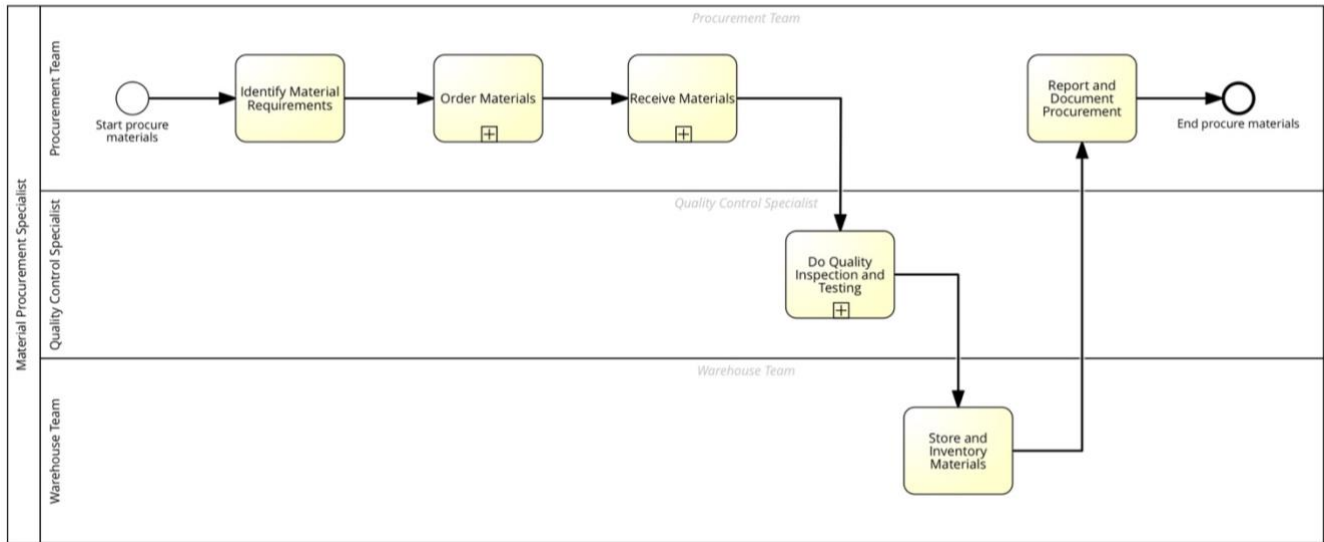 Material Procurement Specialist
Procurement Team
Procurement Team
Start procure
materials
Identify Material
Requirements
Order Materials
Receive Materials
Report and
Document
Procurement
End procure materials
Quality Control Specialist
Quality Control Specialist
Do Quality
Inspection and
Testing
Warehouse Team
Warehouse Team
Store and
Inventory
Materials